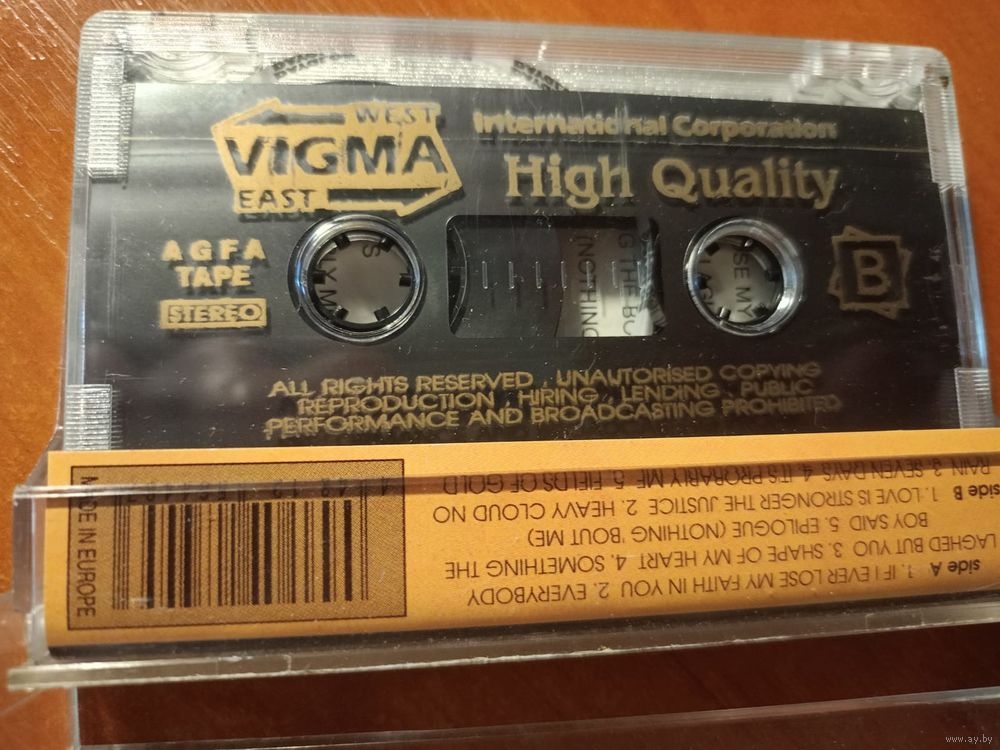 WEST
VIGMA
EAST
International Corporation
High Quality
AGFA
TAPE
STEREO
B
ALL RIGHTS RESERVED . UNAUTORISED COPYING
REPRODUCTION , HIRING , LENDING , PUBLIC
PERFORMANCE AND BROADCASTING PROHIBITED
side A 1. IF I EVER LOSE MY FAITH IN YOU 2. EVERYBODY
LAGHED BUT YUO 3. SHAPE OF MY HEART 4. SOMETHING THE
BOY SAID 5. EPILOGUE (NOTHING 'BOUT ME)
side B 1. LOVE IS STRONGER THE JUSTICE 2. HEAVY CLOUD NO
RAIN 3. SEVEN DAYS 4. IT'S PROBABLY ME 5. FIELDS OF GOLD
MADE IN EUROPE
www.ay.by